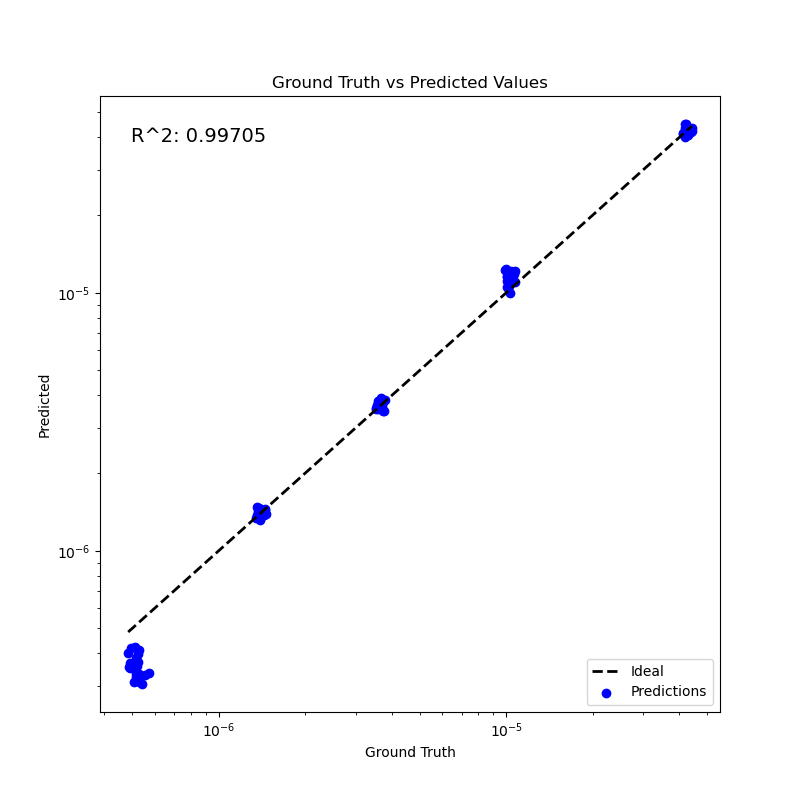 Ground Truth vs Predicted Values
R^2: 0.99705
10⁻⁵
Predicted
10⁻⁶
Ideal
Predictions
10⁻⁶ 10⁻⁵
Ground Truth